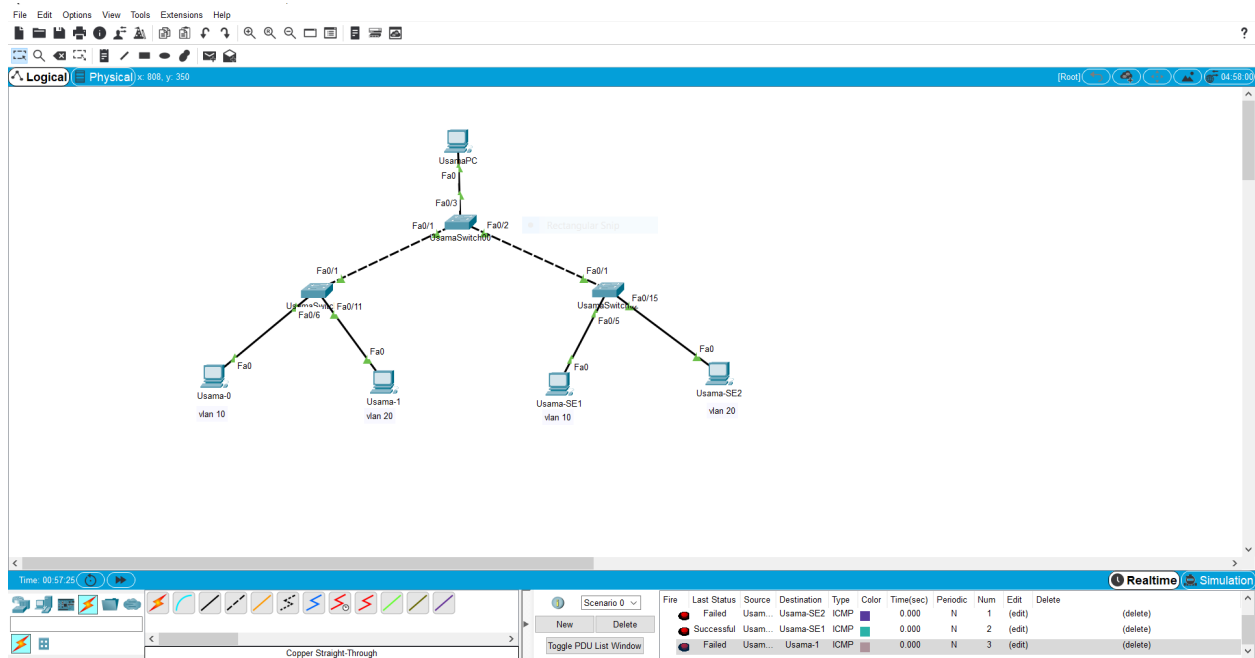 File Edit Options View Tools Extensions Help
?
Logical Physical x: 808, y: 350 [Root] 04:58:00
UsamaPC
Fa0
Fa0/3
Fa0/1 Fa0/2
UsamaSwitch00
Rectangular Snip
Fa0/1 Fa0/1
Fa0/11 UsamaSwitch Fa0/15
Fa0/6 Fa0/5
Fa0 Fa0
Fa0 Fa0
Usama-0 Usama-1 Usama-SE1 Usama-SE2
vlan 10 vlan 20 vlan 10 vlan 20
Time: 00:57:25 Realtime Simulation
Scenario 0
New Delete
Toggle PDU List Window
Fire Last Status Source Destination Type Color Time(sec) Periodic Num Edit Delete
Failed Usam... Usama-SE2 ICMP 0.000 N 1 (edit) (delete)
Successful Usam... Usama-SE1 ICMP 0.000 N 2 (edit) (delete)
Failed Usam... Usama-1 ICMP 0.000 N 3 (edit) (delete)
Copper Straight-Through